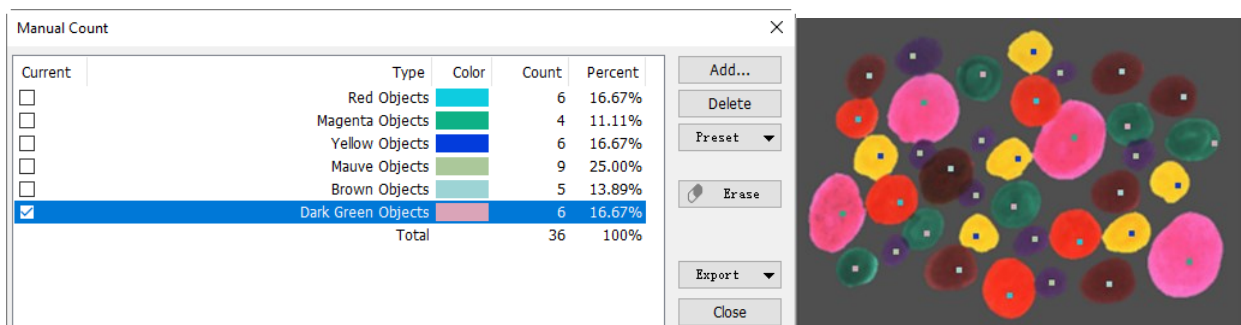 Manual Count
Current Type Color Count Percent Add...
Red Objects 6 16.67%
Magenta Objects 4 11.11% Delete
Yellow Objects 6 16.67% Preset
Mauve Objects 9 25.00%
Brown Objects 5 13.89% Erase
Dark Green Objects 6 16.67%
Total 36 100%
Export
Close